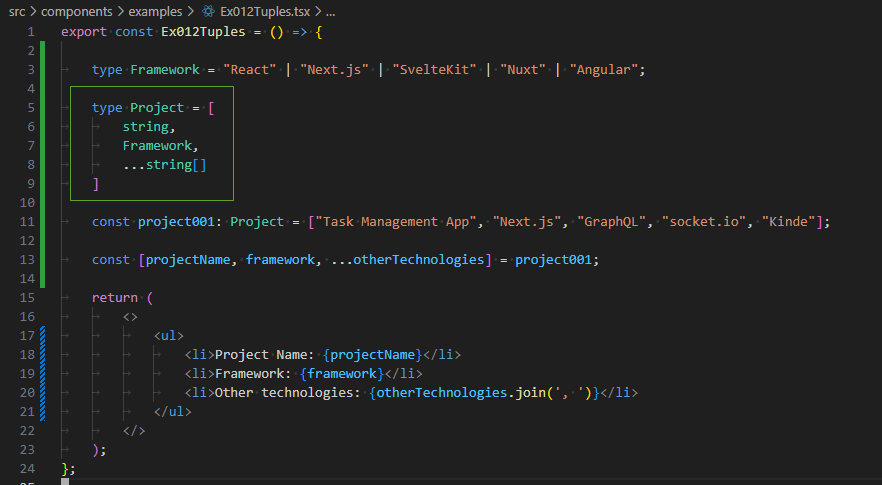 src > components > examples > Ex012Tuples.tsx > ...
1 export const Ex012Tuples = () => {
2
3 type Framework = "React" | "Next.js" | "SvelteKit" | "Nuxt" | "Angular";
4
5 type Project = [
6 string,
7 Framework,
8 ...string[]
9 ]
10
11 const project001: Project = ["Task Management App", "Next.js", "GraphQL", "socket.io", "Kinde"];
12
13 const [projectName, framework, ...otherTechnologies] = project001;
14
15 return (
16 <>
17 <ul>
18 <li>Project Name: {projectName}</li>
19 <li>Framework: {framework}</li>
20 <li>Other technologies: {otherTechnologies.join(', ')}</li>
21 </ul>
22 </>
23 );
24 };
25